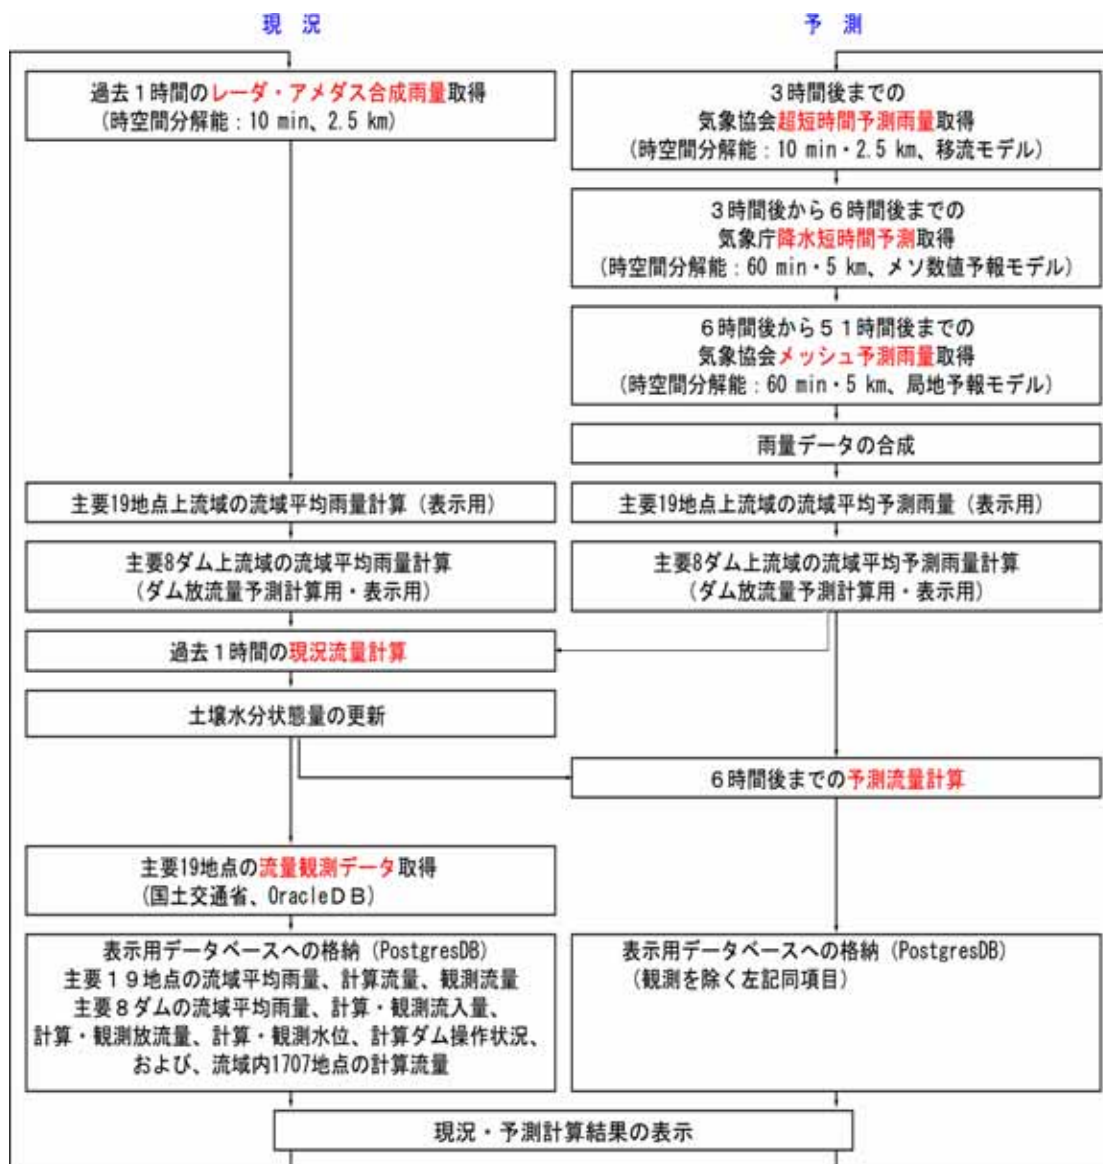 現 況
過去１時間のレーダ・アメダス合成雨量取得
(時空間分解能：10 min、2.5 km)
主要19地点上流域の流域平均雨量計算（表示用）
主要8ダム上流域の流域平均雨量計算
（ダム放流量予測計算用・表示用）
過去１時間の現況流量計算
土壌水分状態量の更新
主要19地点の流量観測データ取得
(国土交通省、OracleＤＢ)
表示用データベースへの格納 (PostgresDB)
主要１９地点の流域平均雨量、計算流量、観測流量
主要８ダムの流域平均雨量、計算・観測流入量、
計算・観測放流量、計算・観測水位、計算ダム操作状況、
および、流域内1707地点の計算流量
予 測
３時間後までの
気象協会超短時間予測雨量取得
（時空間分解能：10 min・2.5 km、移流モデル）
３時間後から６時間後までの
気象庁降水短時間予測取得
（時空間分解能：60 min・5 km、メソ数値予報モデル）
６時間後から５１時間後までの
気象協会メッシュ予測雨量取得
（時空間分解能：60 min・5 km、局地予報モデル）
雨量データの合成
主要19地点上流域の流域平均予測雨量（表示用）
主要8ダム上流域の流域平均予測雨量計算
（ダム放流量予測計算用・表示用）
６時間後までの予測流量計算
表示用データベースへの格納 (PostgresDB)
（観測を除く左記同項目）
現況・予測計算結果の表示